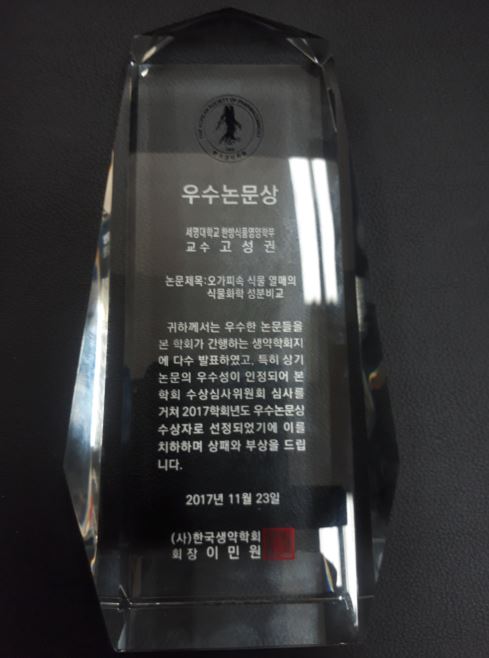 THE KOREAN SOCIETY OF PHARMACOGNOSY
우수논문상
세명대학교 한방식품영양학부
교수 고 성 권
논문제목:오가피속 식물 열매의
식물화학 성분비교
귀하께서는 우수한 논문들을
본 학회가 간행하는 생약학회지
에 다수 발표하였고, 특히 상기
논문의 우수성이 인정되어 본
학회 수상심사위원회 심사를
거쳐 2017학회년도 우수논문상
수상자로 선정되었기에 이를
치하하며 상패와 부상을 드립
니다.
2017년 11월 23일
(사)한국생약학회
회 장 이 민 원